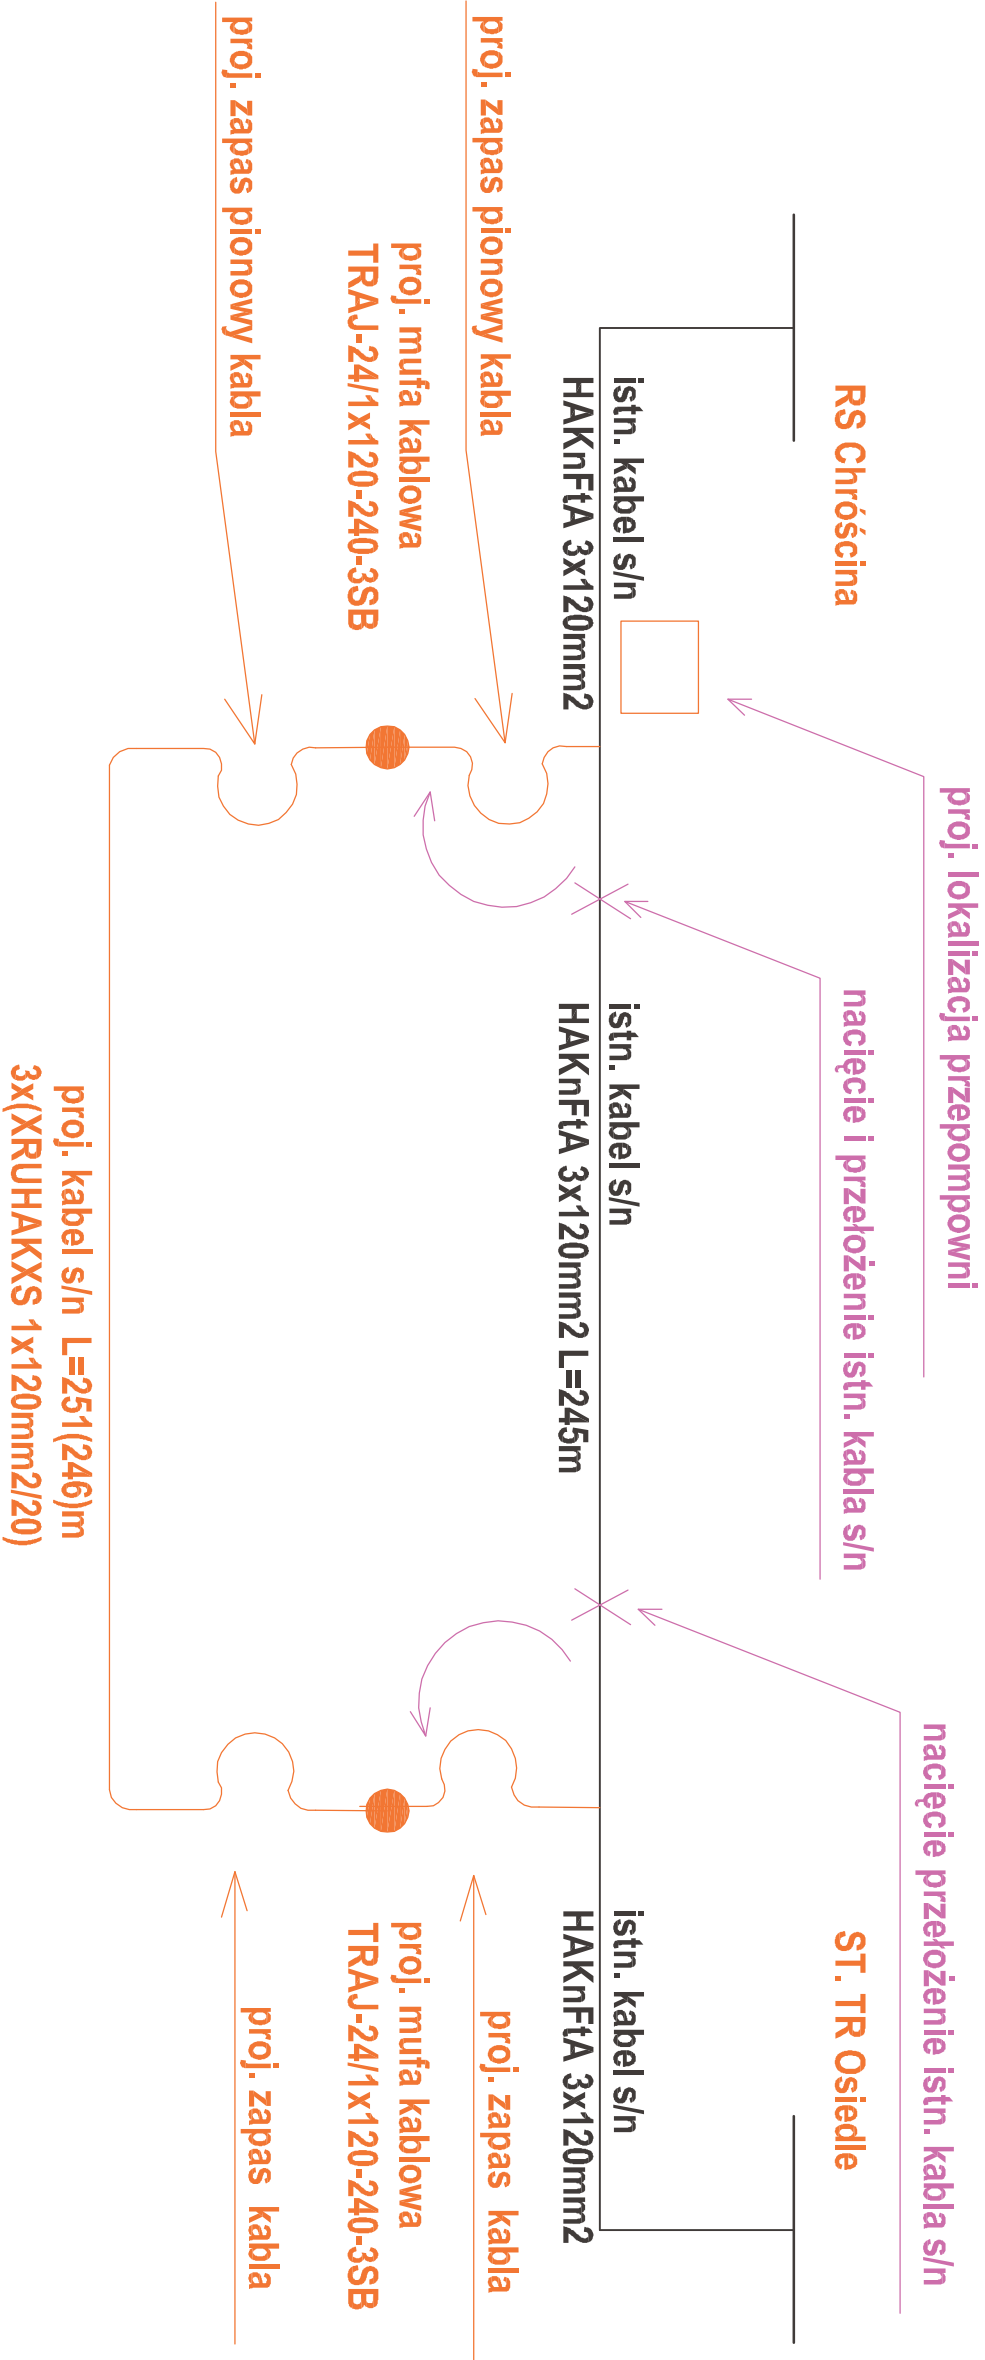 proj. lokalizacja przepompowni
nacięcie i przełożenie istn. kabla s/n
nacięcie przełożenie istn. kabla s/n
RS Chróścina
ST. TR Osiedle
istn. kabel s/n
HAKnFtA 3x120mm2
istn. kabel s/n
HAKnFtA 3x120mm2 L=245m
istn. kabel s/n
HAKnFtA 3x120mm2
proj. zapas pionowy kabla
proj. zapas kabla
proj. mufa kablowa
TRAJ-24/1x120-240-3SB
proj. mufa kablowa
TRAJ-24/1x120-240-3SB
proj. zapas pionowy kabla
proj. zapas kabla
proj. kabel s/n L=251(246)m
3x(XRUHAKXS 1x120mm2/20)